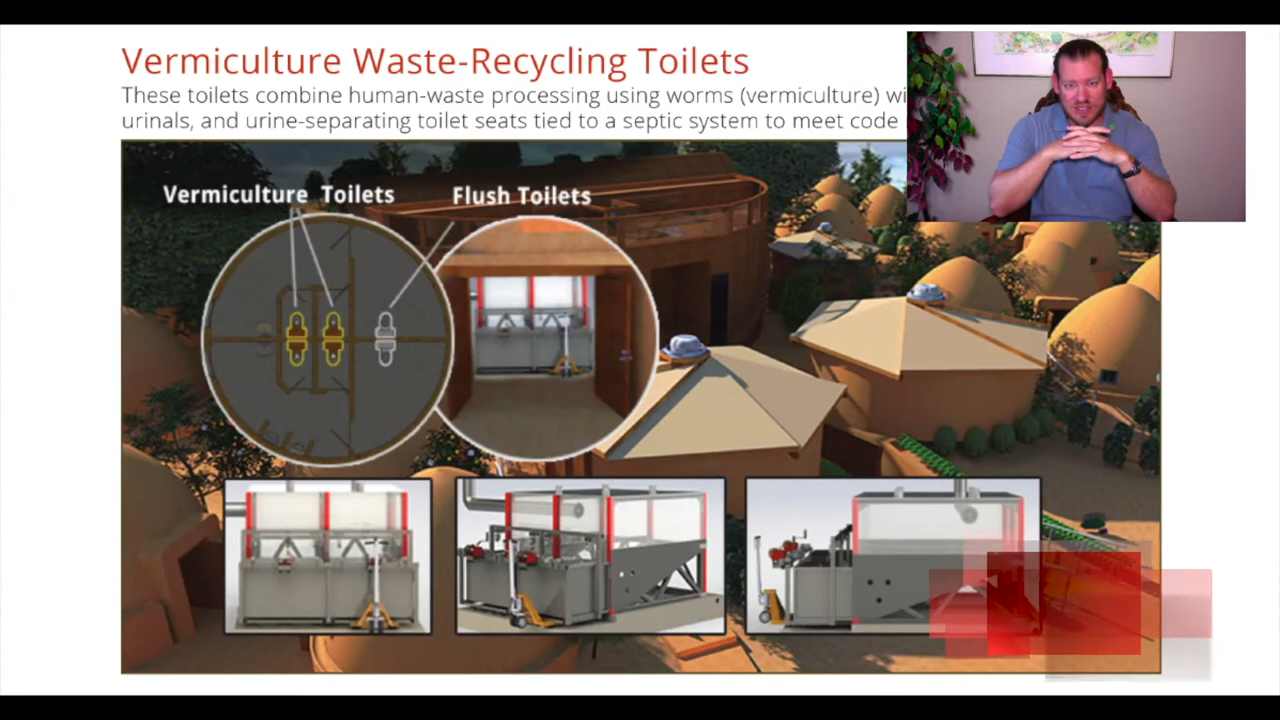 Vermiculture Waste-Recycling Toilets
These toilets combine human-waste processing using worms (vermiculture)
urinals, and urine-separating toilet seats tied to a septic system to meet code
Vermiculture Toilets
Flush Toilets